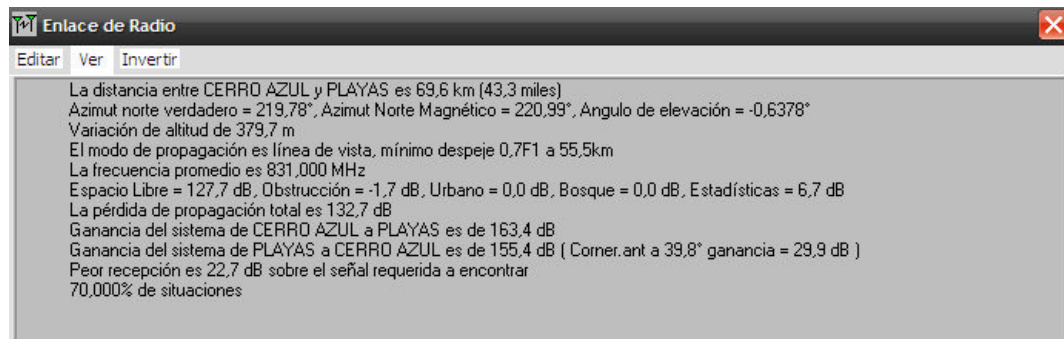 Enlace de Radio
Editar Ver Invertir
La distancia entre CERRO AZUL y PLAYAS es 69,6 km (43,3 miles)
Azimut norte verdadero = 219,78°, Azimut Norte Magnético = 220,99°, Angulo de elevación = -0,6378°
Variación de altitud de 379,7 m
El modo de propagación es línea de vista, mínimo despeje 0,7F1 a 55,5km
La frecuencia promedio es 831,000 MHz
Espacio Libre = 127,7 dB, Obstrucción = -1,7 dB, Urbano = 0,0 dB, Bosque = 0,0 dB, Estadísticas = 6,7 dB
La pérdida de propagación total es 132,7 dB
Ganancia del sistema de CERRO AZUL a PLAYAS es de 163,4 dB
Ganancia del sistema de PLAYAS a CERRO AZUL es de 155,4 dB ( Corner.ant a 39,8° ganancia = 29,9 dB )
Peor recepción es 22,7 dB sobre el señal requerida a encontrar
70,000% de situaciones